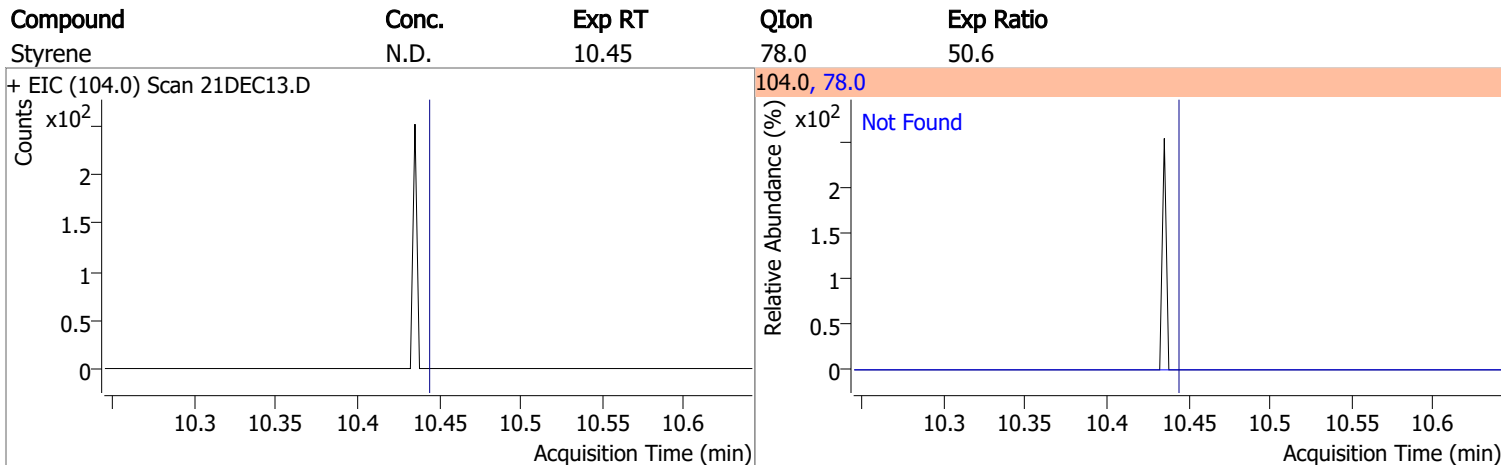 Compound Conc. Exp RT QIon Exp Ratio
Styrene N.D. 10.45 78.0 50.6
+ EIC (104.0) Scan 21DEC13.D
Counts
x10²
2
1.5
1
0.5
0
10.3 10.35 10.4 10.45 10.5 10.55 10.6
Acquisition Time (min)
104.0, 78.0
Relative Abundance (%)
x10²
Not Found
2
1.5
1
0.5
0
10.3 10.35 10.4 10.45 10.5 10.55 10.6
Acquisition Time (min)